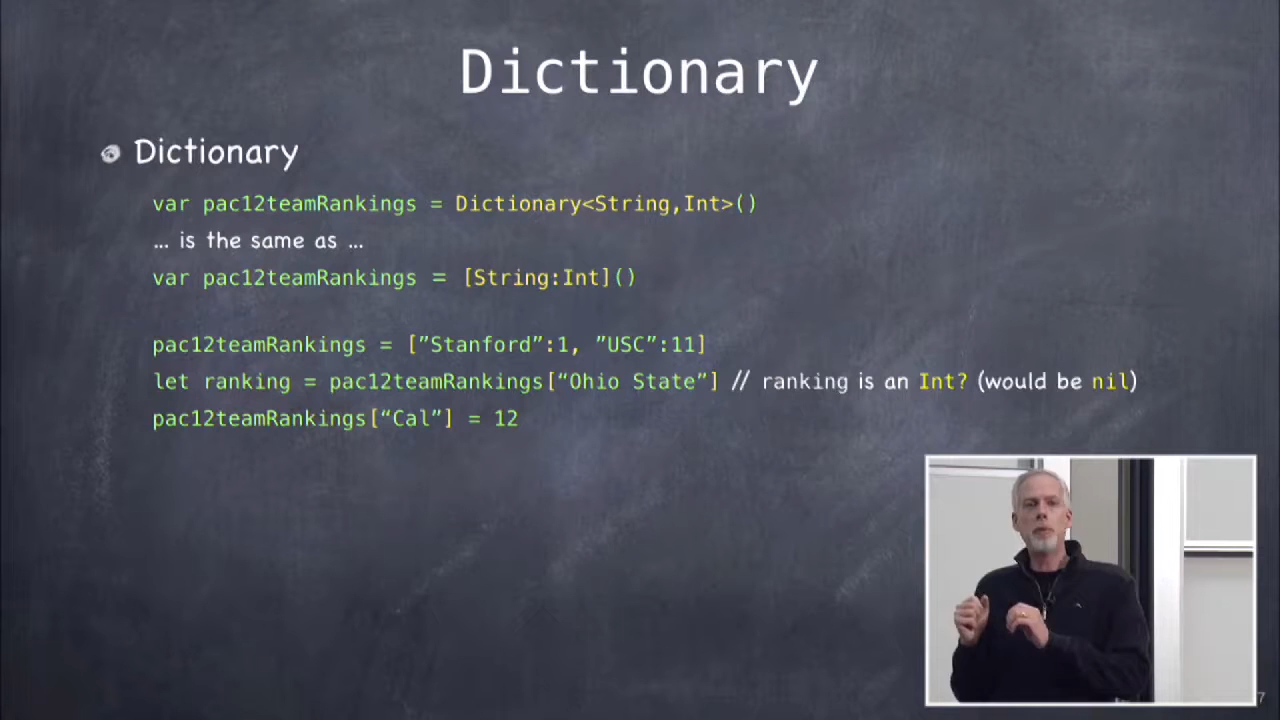 Dictionary
Dictionary
var pac12teamRankings = Dictionary<String,Int>()
... is the same as ...
var pac12teamRankings = [String:Int]()
pac12teamRankings = [”Stanford”:1, ”USC”:11]
let ranking = pac12teamRankings[“Ohio State”] // ranking is an Int? (would be nil)
pac12teamRankings[“Cal”] = 12
7